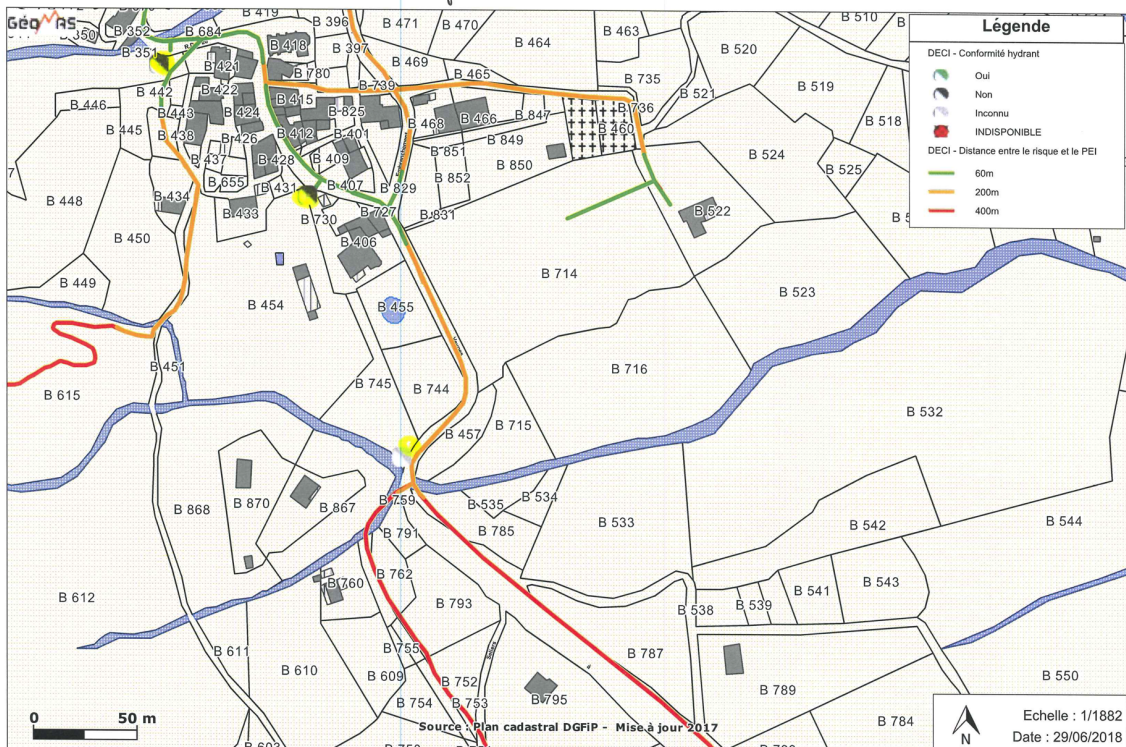 GéoMAS
B 352
B 350
B 351
B 684
B 419
B 396
B 471
B 470
B 463
B 510
B 418
B 397
B 464
B 520
B 421
B 469
B 780
B 739
B 465
B 735
B 521
B 519
B 442
B 422
B 446
B 443
B 424
B 415
B 825
B 468
B 466
B 847
B 736
B 460
B 518
B 445
B 438
B 426
B 412
B 401
B 849
B 437
B 428
B 409
B 851
B 850
B 524
B 525
B 655
B 431
B 407
B 829
B 852
B 448
B 434
B 433
B 730
B 727
B 831
B 522
B 450
B 406
B 714
B 449
B 454
B 455
B 523
B 451
B 716
B 615
B 745
B 744
B 532
B 457
B 715
B 870
B 868
B 867
B 759
B 535
B 534
B 785
B 533
B 542
B 544
B 791
B 762
B 760
B 612
B 793
B 538
B 539
B 541
B 543
B 611
B 610
B 755
B 609
B 752
B 787
B 789
B 550
B 754
B 753
B 795
B 784
Légende
DECI - Conformité hydrant
Oui
Non
Inconnu
INDISPONIBLE
DECI - Distance entre le risque et le PEI
60m
200m
400m
0 50 m
Source : Plan cadastral DGFiP - Mise à jour 2017
N
Echelle : 1/1882
Date : 29/06/2018